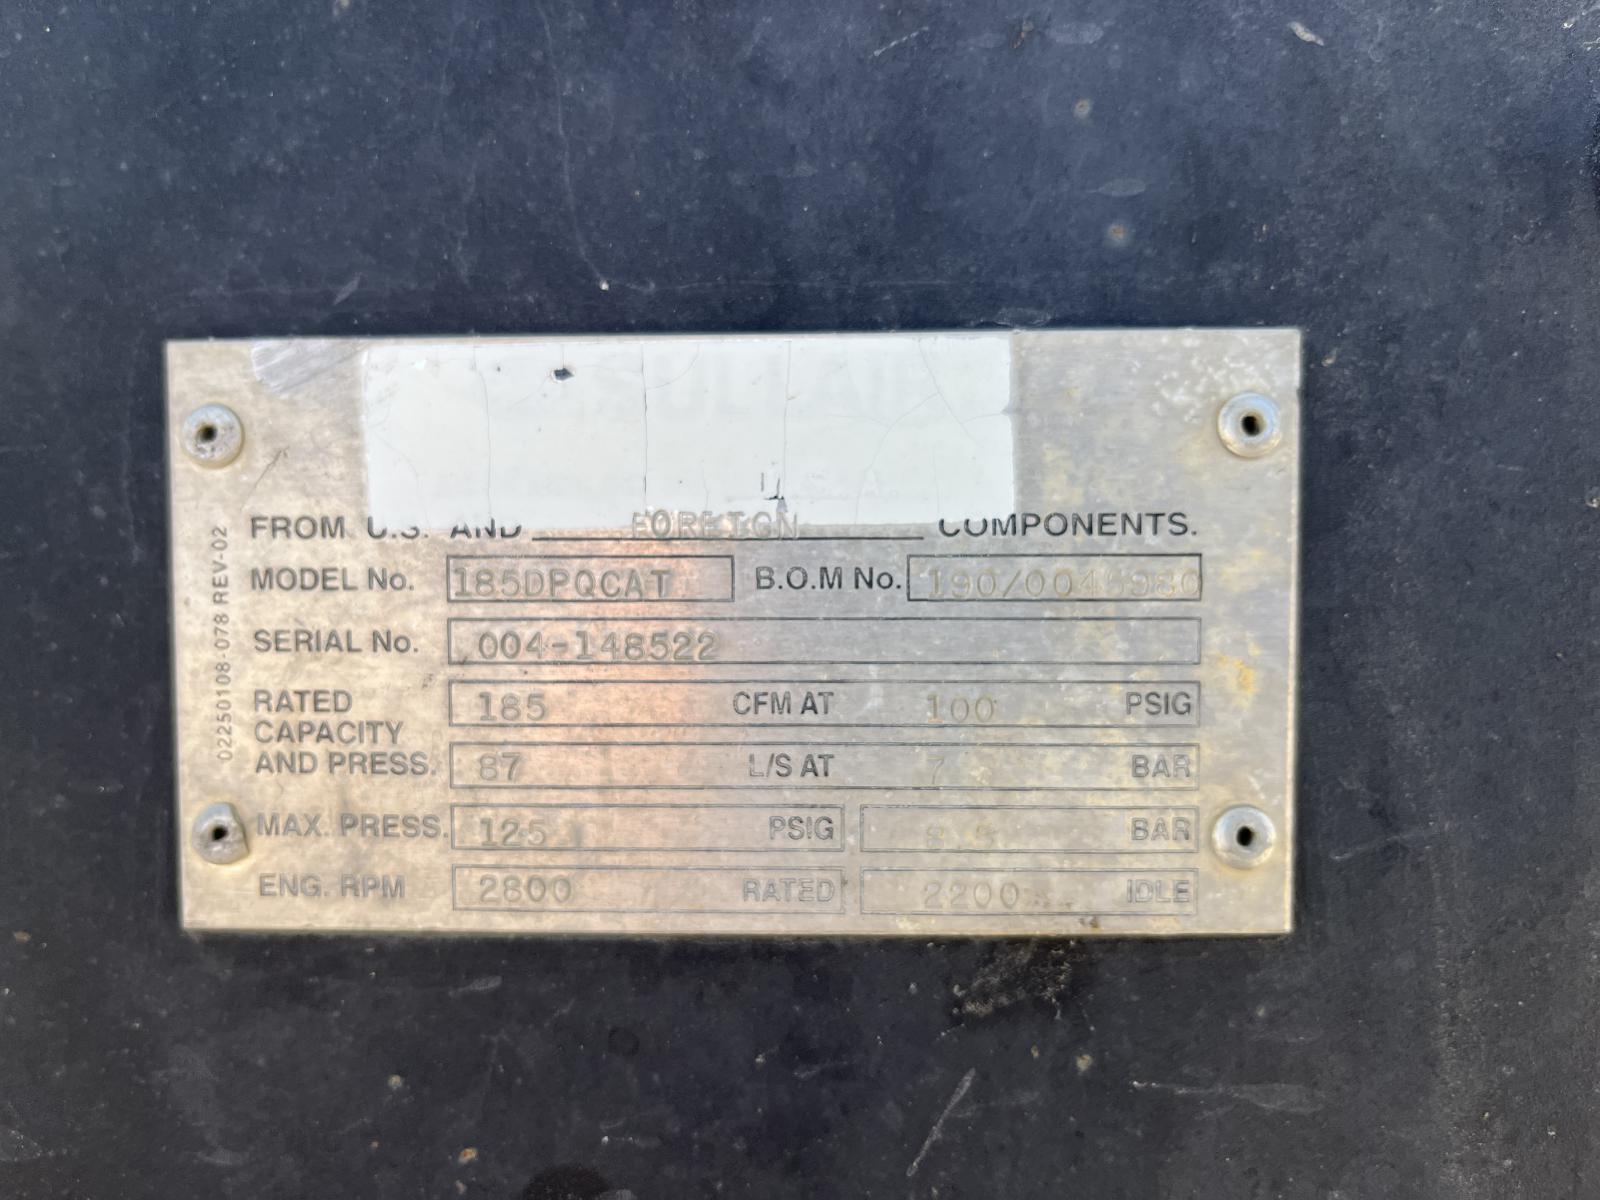 FROM U.S. AND FOREIGN COMPONENTS.
MODEL No. 185DPQCAT B.O.M No.
SERIAL No. 004-148522
RATED CAPACITY AND PRESS. 185 CFM AT 100 PSIG
87 L/S AT 7 BAR
MAX. PRESS. 125 PSIG 8.5 BAR
ENG. RPM 2800 RATED 2200 IDLE
02250108-078 REV-02